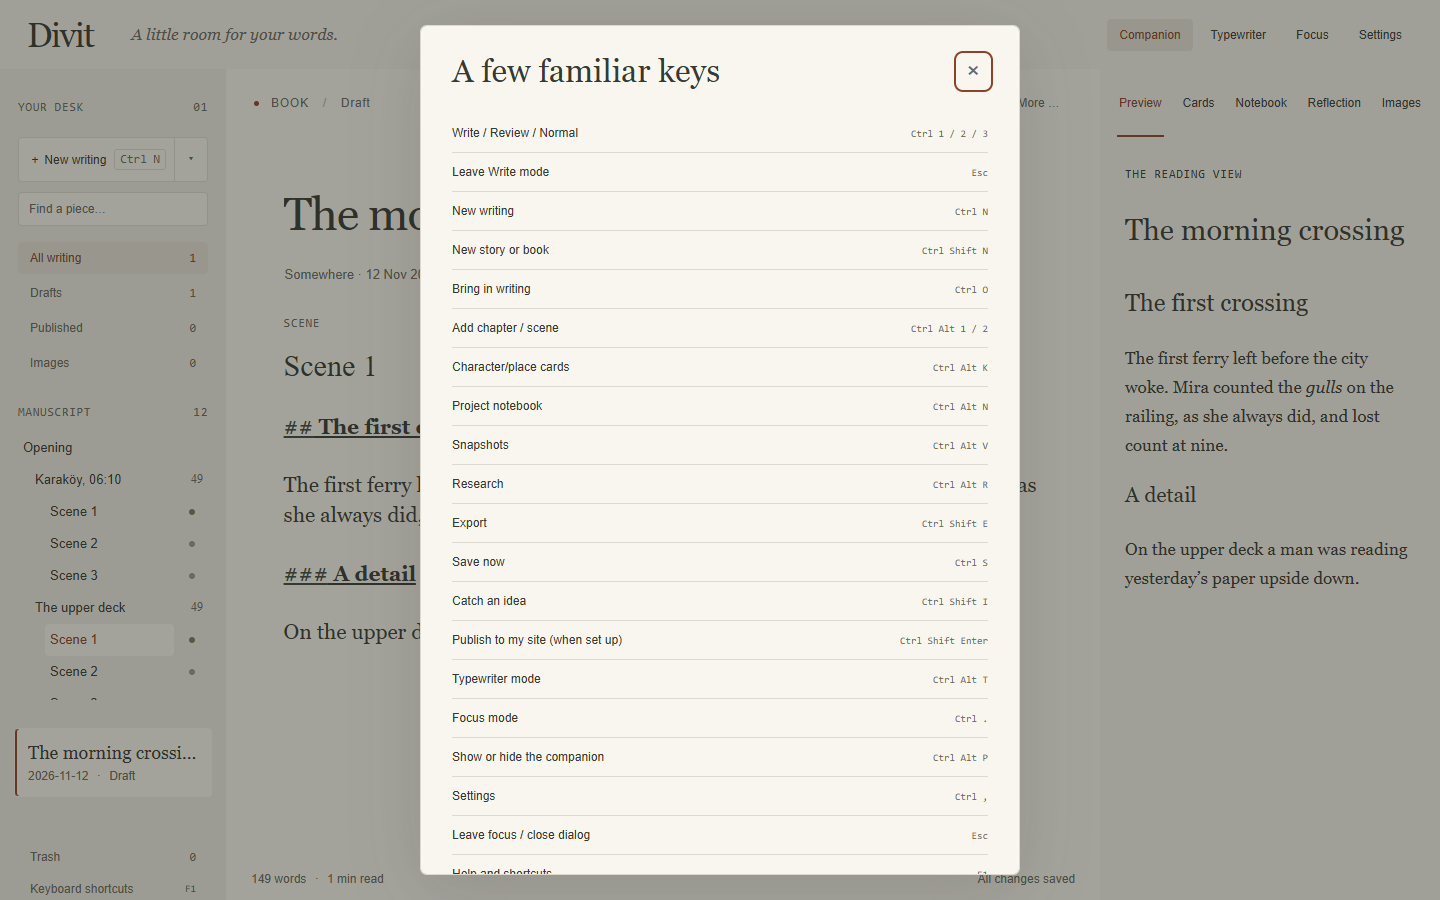 Divit
A little room for your words.
Companion
Typewriter
Focus
Settings
YOUR DESK 01
+ New writing Ctrl N
Find a piece...
All writing 1
Drafts 1
Published 0
Images 0
MANUSCRIPT 12
Opening
Karaköy, 06:10 49
Scene 1
Scene 2
Scene 3
The upper deck 49
Scene 1
Scene 2
The morning crossi...
2026-11-12 · Draft
Trash 0
Keyboard shortcuts F1
BOOK / Draft
More ...
The mo
Somewhere · 12 Nov 20
SCENE
Scene 1
## The first
The first ferry
as
she always did,
### A detail
On the upper d
149 words · 1 min read
All changes saved
A few familiar keys
×
Write / Review / Normal Ctrl 1 / 2 / 3
Leave Write mode Esc
New writing Ctrl N
New story or book Ctrl Shift N
Bring in writing Ctrl O
Add chapter / scene Ctrl Alt 1 / 2
Character/place cards Ctrl Alt K
Project notebook Ctrl Alt N
Snapshots Ctrl Alt V
Research Ctrl Alt R
Export Ctrl Shift E
Save now Ctrl S
Catch an idea Ctrl Shift I
Publish to my site (when set up) Ctrl Shift Enter
Typewriter mode Ctrl Alt T
Focus mode Ctrl .
Show or hide the companion Ctrl Alt P
Settings Ctrl ,
Leave focus / close dialog Esc
Help and shortcuts F1
Preview
Cards
Notebook
Reflection
Images
THE READING VIEW
The morning crossing
The first crossing
The first ferry left before the city
woke. Mira counted the gulls on the
railing, as she always did, and lost
count at nine.
A detail
On the upper deck a man was reading
yesterday’s paper upside down.